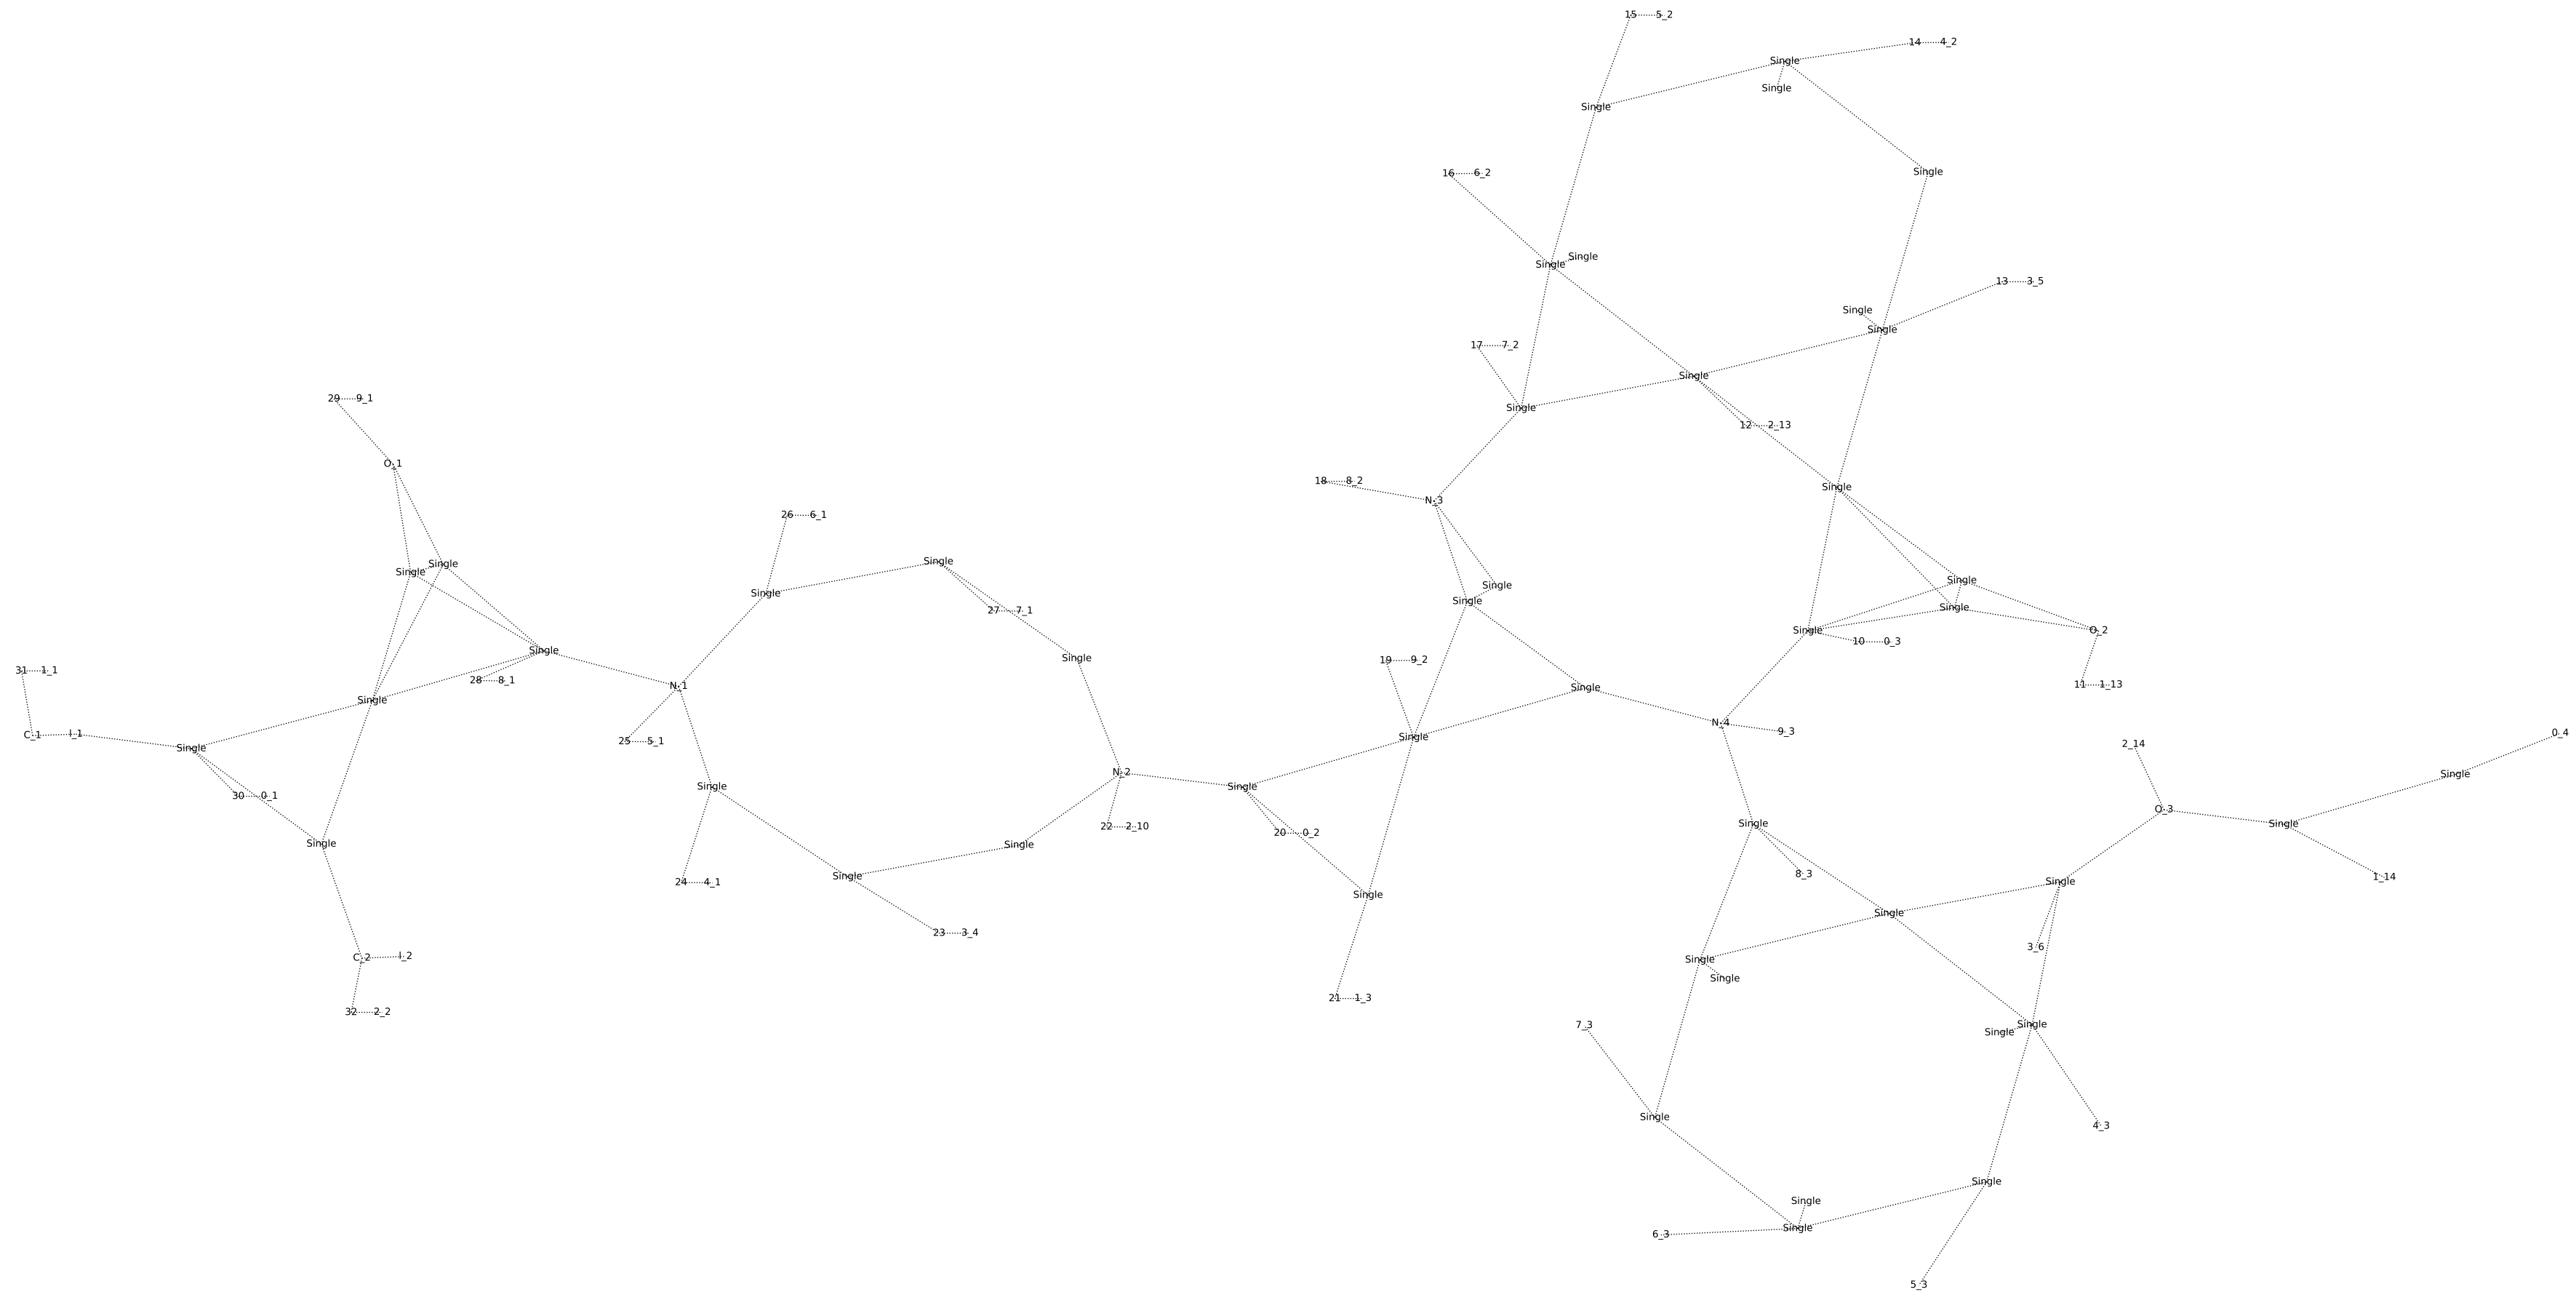 15 5_2
14 4_2
Single
Single
Single
16 6_2
Single
Single
Single
13 3_5
Single
Single
17 7_2
Single
29 9_1
Single
12 2_13
O_1
18 8_2
Single
N_3
26 6_1
Single
Single
Single
Single
Single
Single
Single
Single
27 7_1
Single
Single
O_2
10 0_3
Single
Single
19 9_2
31 1_1
28 8_1
N_1
11 1_13
Single
Single
N_4
9_3
C_1 I_1
0_4
Single
25 5_1
2_14
Single
N_2
Single
Single
Single
30 0_1
O_3
Single
Single
22 2_10
20 0_2
Single
Single
8_3
Single
1_14
24 4_1
Single
Single
Single
23 3_4
3_6
C_2 I_2
Single
Single
21 1_3
32 2_2
7_3
Single
Single
Single
4_3
Single
Single
Single
6_3
5_3